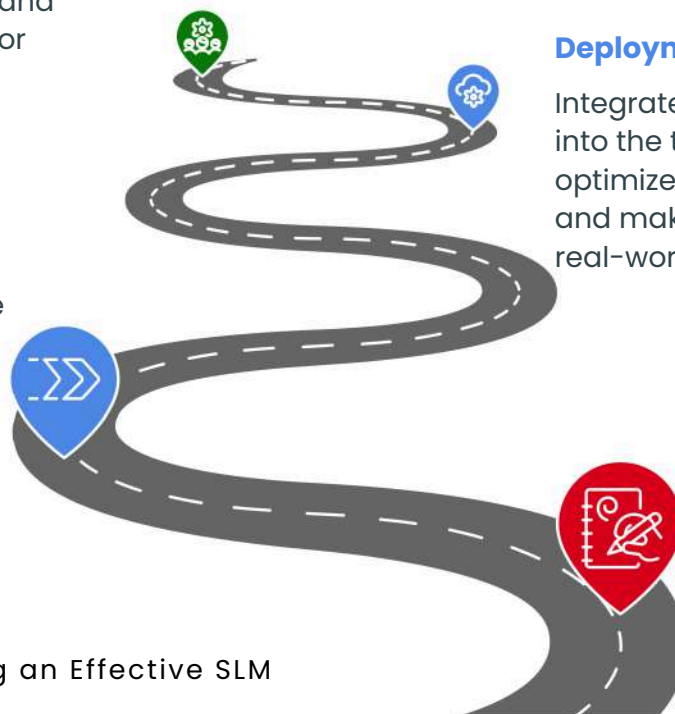 and
or
Deploym
Integrate
into the t
optimize
and mak
real-wor
e
g an Effective SLM